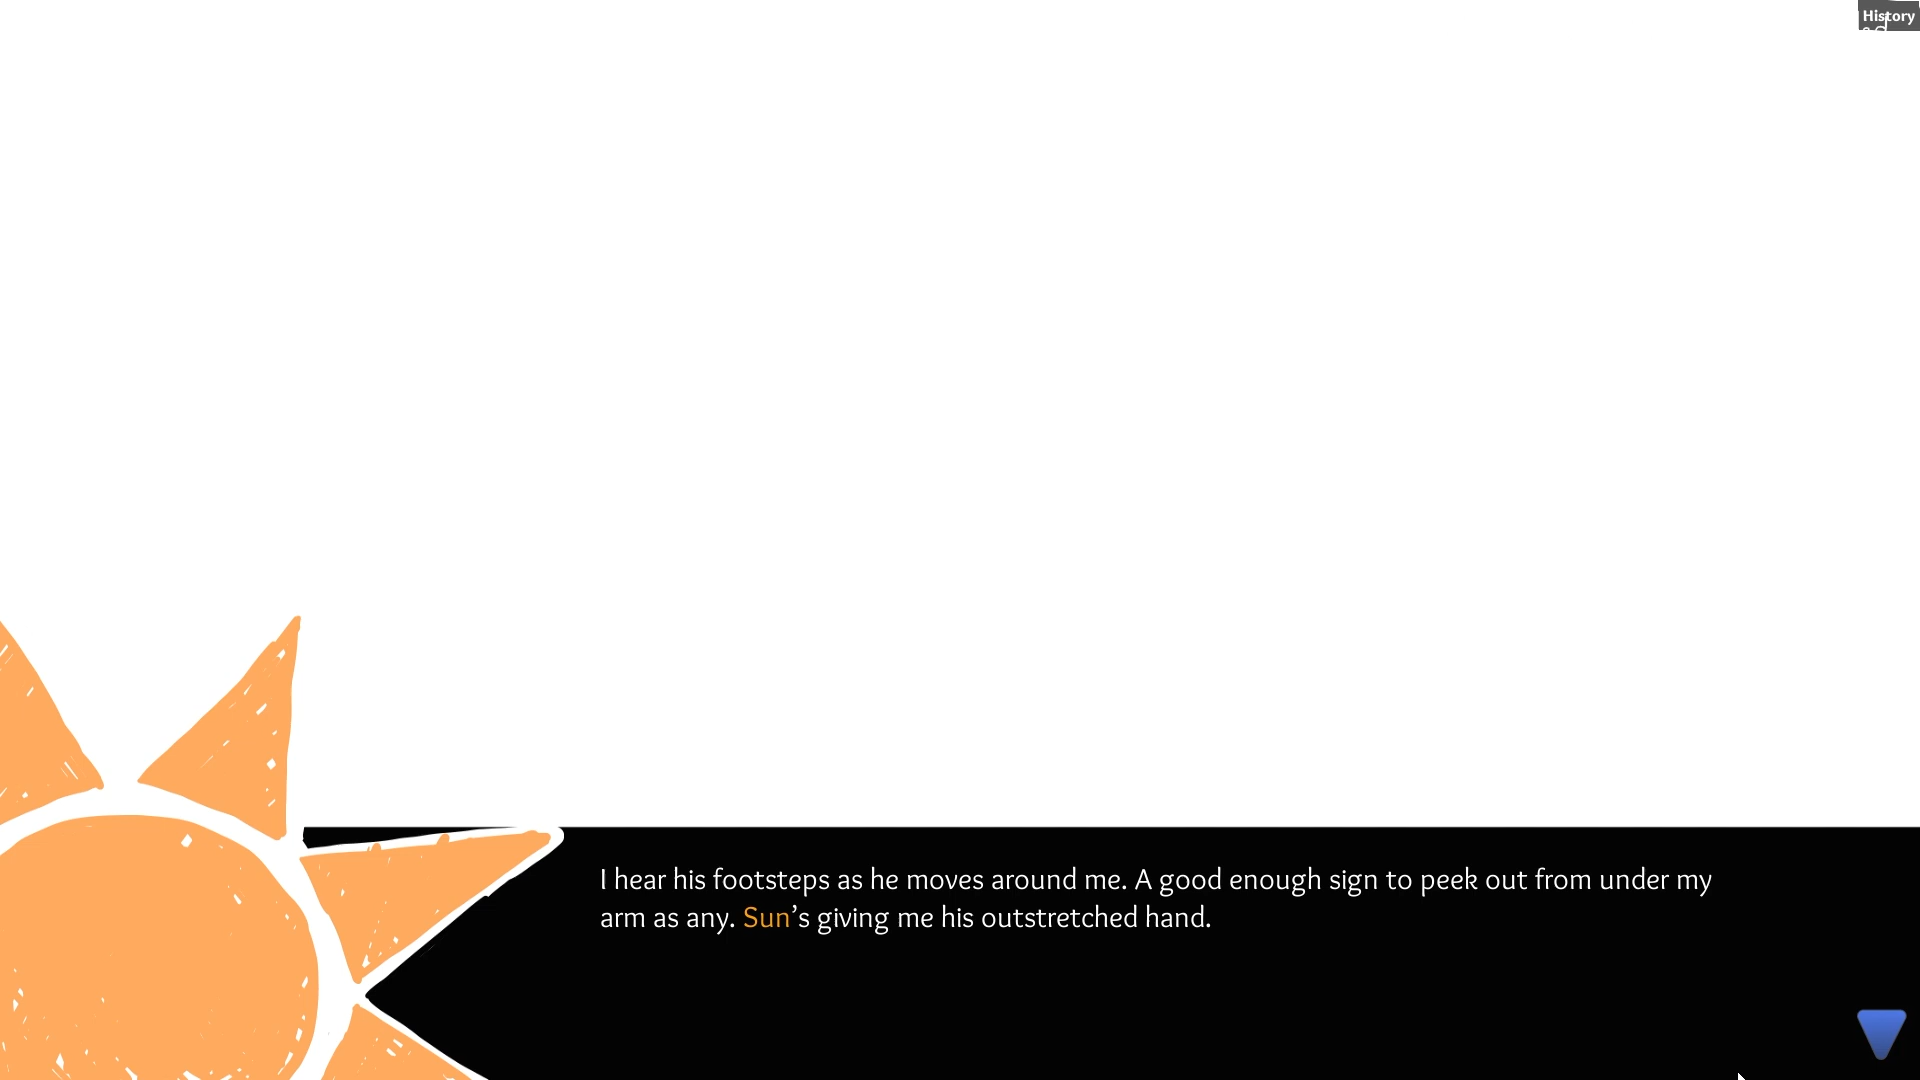 History
I hear his footsteps as he moves around me. A good enough sign to peek out from under my
arm as any. Sun’s giving me his outstretched hand.